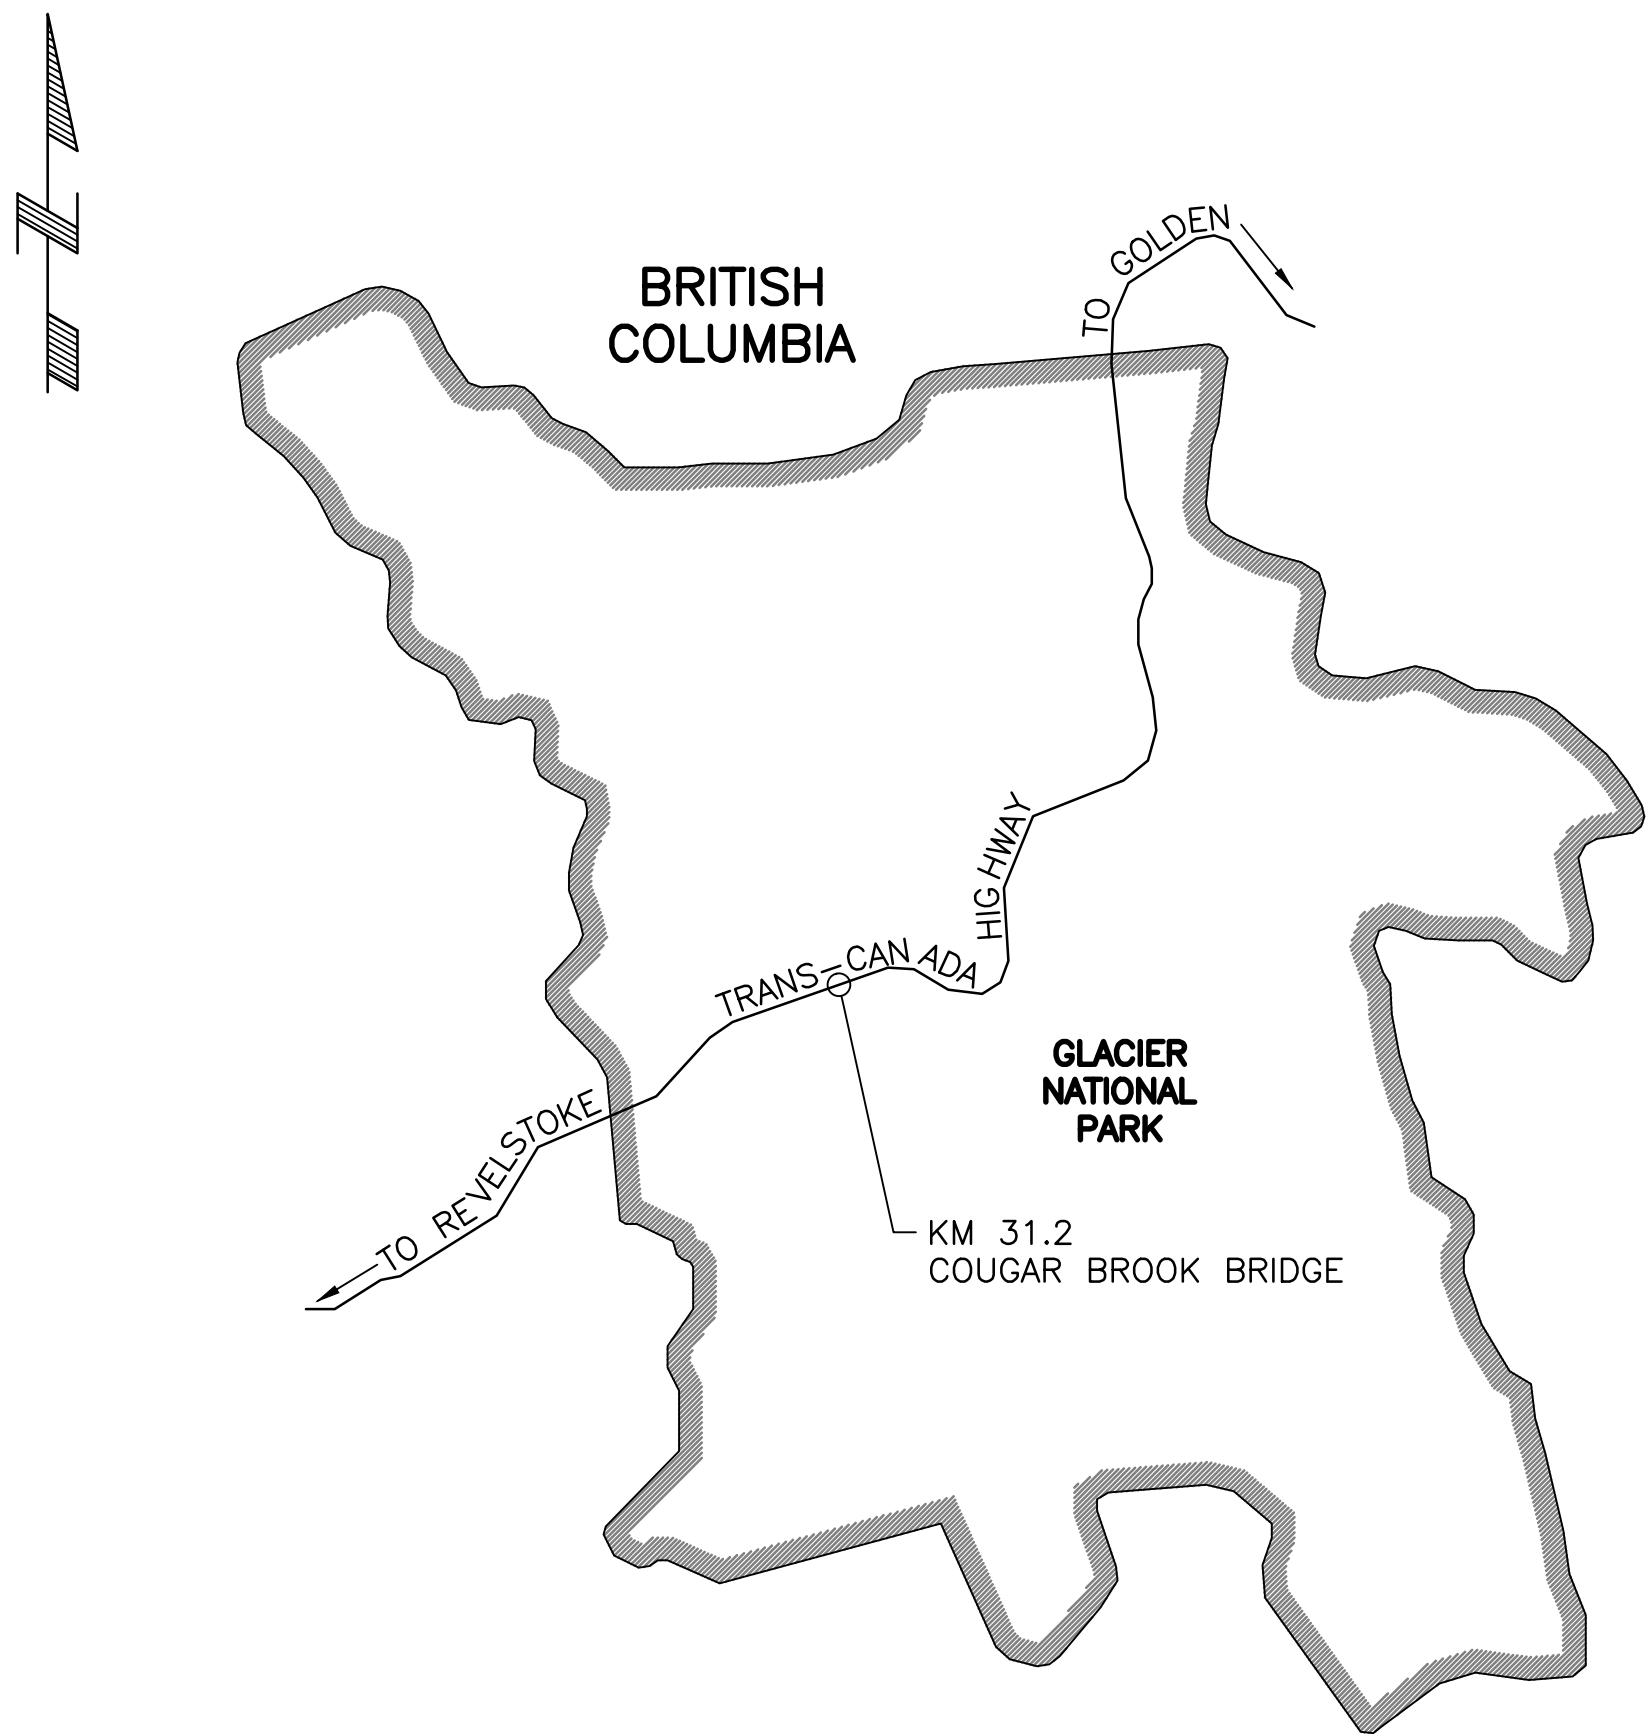 N
TO GOLDEN
BRITISH
COLUMBIA
TRANS-CANADA HIGHWAY
GLACIER
NATIONAL
PARK
TO REVELSTOKE
KM 31.2
COUGAR BROOK BRIDGE